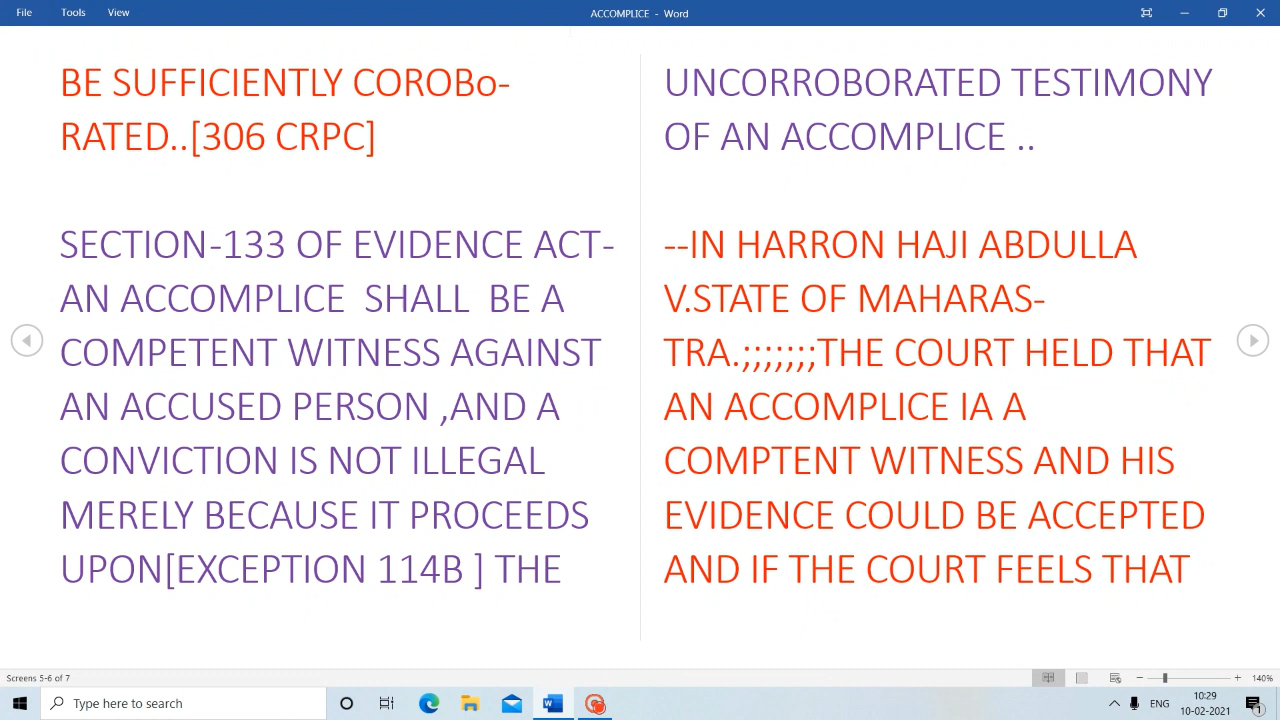 File Tools View ACCOMPLICE - Word
BE SUFFICIENTLY COROBo-
RATED..[306 CRPC]
SECTION-133 OF EVIDENCE ACT-
AN ACCOMPLICE SHALL BE A
COMPETENT WITNESS AGAINST
AN ACCUSED PERSON ,AND A
CONVICTION IS NOT ILLEGAL
MERELY BECAUSE IT PROCEEDS
UPON[EXCEPTION 114B ] THE
UNCORROBORATED TESTIMONY
OF AN ACCOMPLICE ..
--IN HARRON HAJI ABDULLA
V.STATE OF MAHARAS-
TRA.;;;;;;;THE COURT HELD THAT
AN ACCOMPLICE IA A
COMPTENT WITNESS AND HIS
EVIDENCE COULD BE ACCEPTED
AND IF THE COURT FEELS THAT
Screens 5-6 of 7 140%
Type here to search ENG 10:29
10-02-2021 1